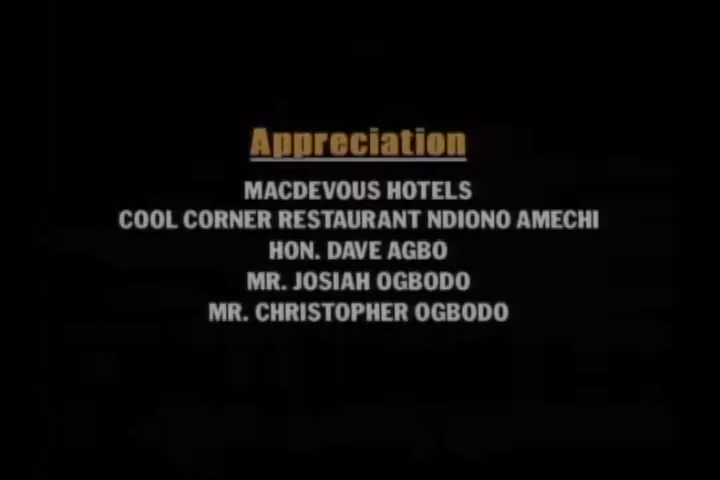 Appreciation
MACDEVOUS HOTELS
COOL CORNER RESTAURANT NDIONO AMECHI
HON. DAVE AGBO
MR. JOSIAH OGBODO
MR. CHRISTOPHER OGBODO